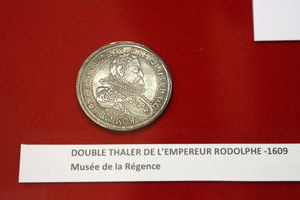 DOUBLE THALER DE L'EMPEREUR RODOLPHE -1609
Musée de la Régence